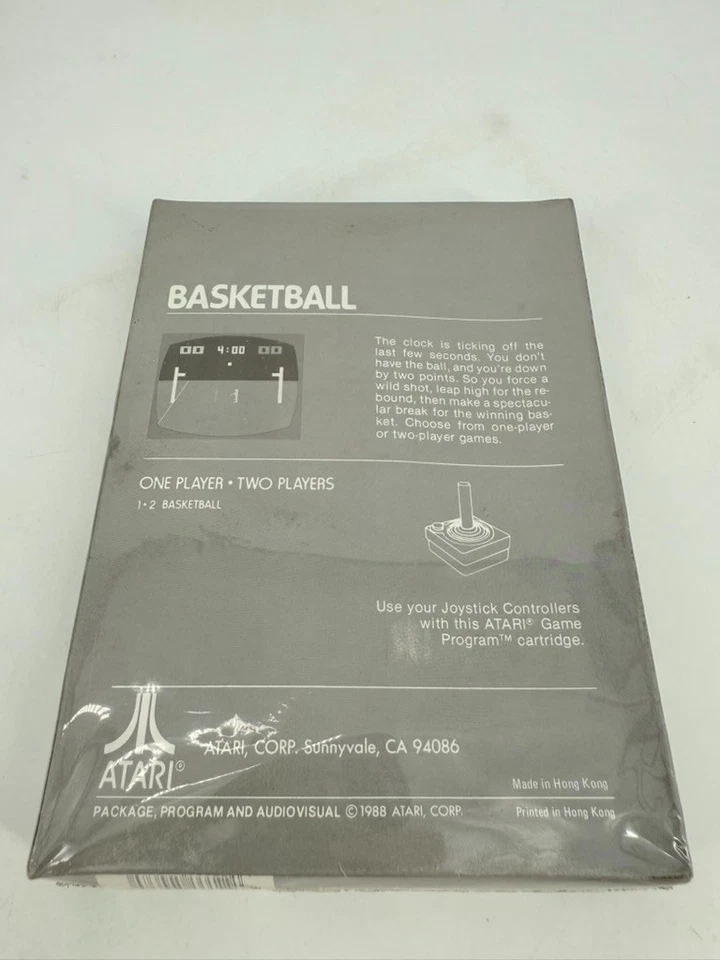 BASKETBALL
00 4:00 00
The clock is ticking off the
last few seconds. You don't
have the ball, and you're down
by two points. So you force a
wild shot, leap high for the re-
bound, then make a spectacu-
lar break for the winning bas-
ket. Choose from one-player
or two-player games.
ONE PLAYER • TWO PLAYERS
1•2 BASKETBALL
Use your Joystick Controllers
with this ATARI® Game
Program™ cartridge.
ATARI®
ATARI, CORP. Sunnyvale, CA 94086
Made in Hong Kong
PACKAGE, PROGRAM AND AUDIOVISUAL © 1988 ATARI, CORP.
Printed in Hong Kong